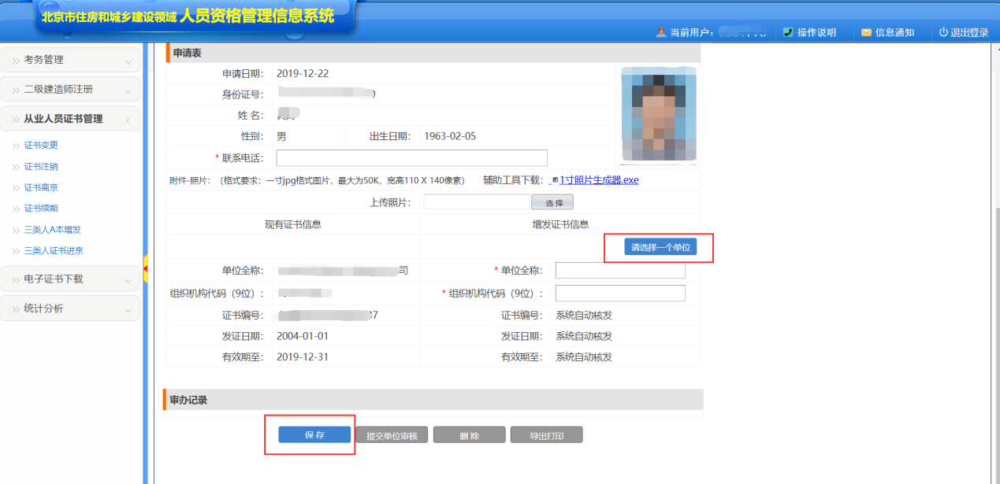 北京市住房和城乡建设领域 人员资格管理信息系统
当前用户： 操作说明 信息通知 退出登录
考务管理
二级建造师注册
从业人员证书管理
证书变更
证书注销
证书离京
证书续期
三类人A本增发
三类人证书进京
电子证书下载
统计分析
申请表
申请日期： 2019-12-22
身份证号：
姓 名：
性别： 男 出生日期： 1963-02-05
* 联系电话：
附件-照片：（格式要求：一寸jpg格式图片，最大为50K，宽高110 X 140像素） 辅助工具下载： 1寸照片生成器.exe
上传照片： 选 择
现有证书信息 增发证书信息
请选择一个单位
单位全称： 司 * 单位全称：
组织机构代码（9位）： * 组织机构代码（9位）：
证书编号： 7 证书编号： 系统自动核发
发证日期： 2004-01-01 发证日期： 系统自动核发
有效期至： 2019-12-31 有效期至： 系统自动核发
审办记录
保 存 提交单位审核 删 除 导出打印